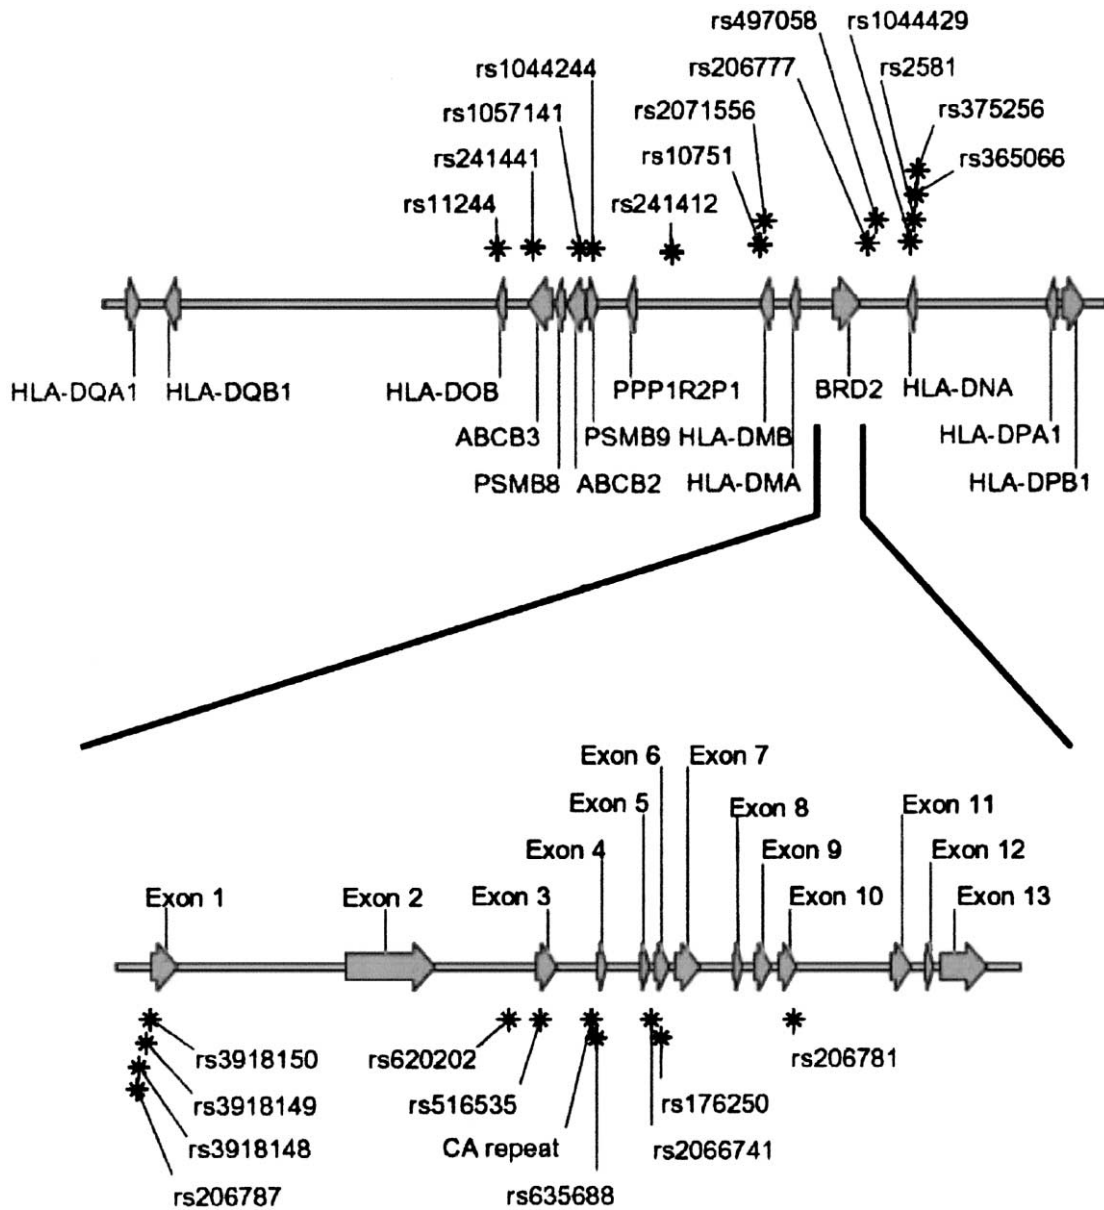 rs497058 rs1044429
rs206777 rs2581
rs1044244
rs1057141 rs2071556 rs375256
rs241441 rs10751 rs365066
rs11244 rs241412
HLA-DQA1 HLA-DQB1 HLA-DOB PPP1R2P1 BRD2 HLA-DNA
ABCB3 PSMB9 HLA-DMB HLA-DPA1
PSMB8 ABCB2 HLA-DMA HLA-DPB1
Exon 6 Exon 7
Exon 5 Exon 8 Exon 11
Exon 4 Exon 9 Exon 12
Exon 1 Exon 2 Exon 3 Exon 10 Exon 13
rs3918150 rs620202 rs206781
rs3918149 rs516535 rs176250
rs3918148 CA repeat rs2066741
rs206787 rs635688